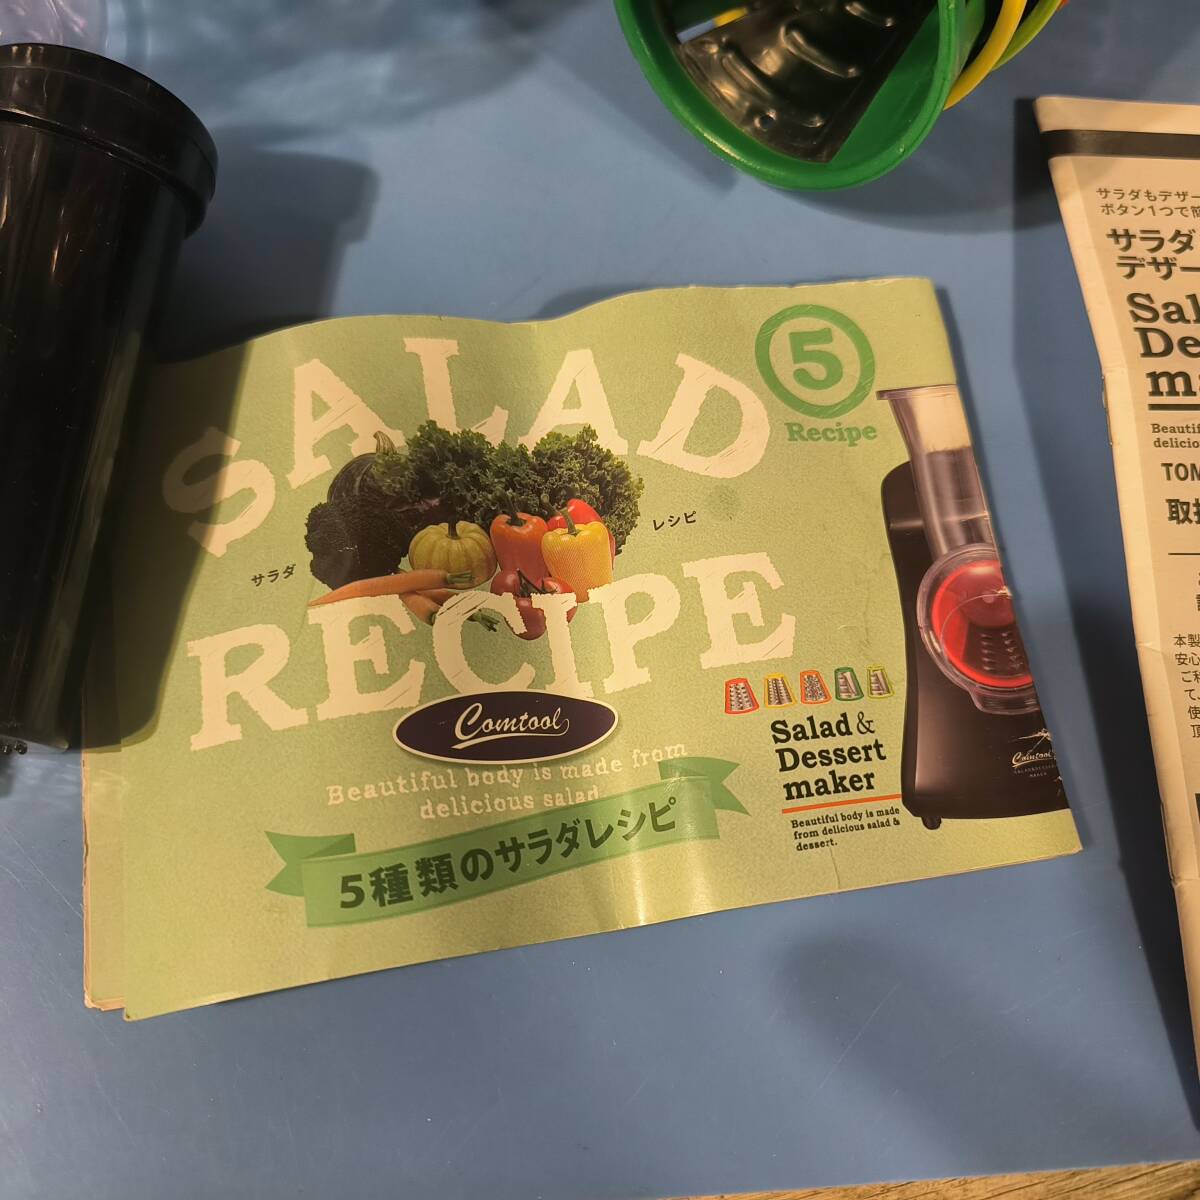 SALAD
サラダ
レシピ
RECIPE
5
Recipe
Comtool
Beautiful body is made from
delicious salad
5種類のサラダレシピ
Salad &
Dessert
maker
Beautiful body is made
from delicious salad &
dessert.
Comtool
サラダもデザー
ボタン1つで簡
サラダ
デザー
Sal
De
ma
Beautif
delicio
TOM
取扱
本製
安心
ご利
て
使
頂